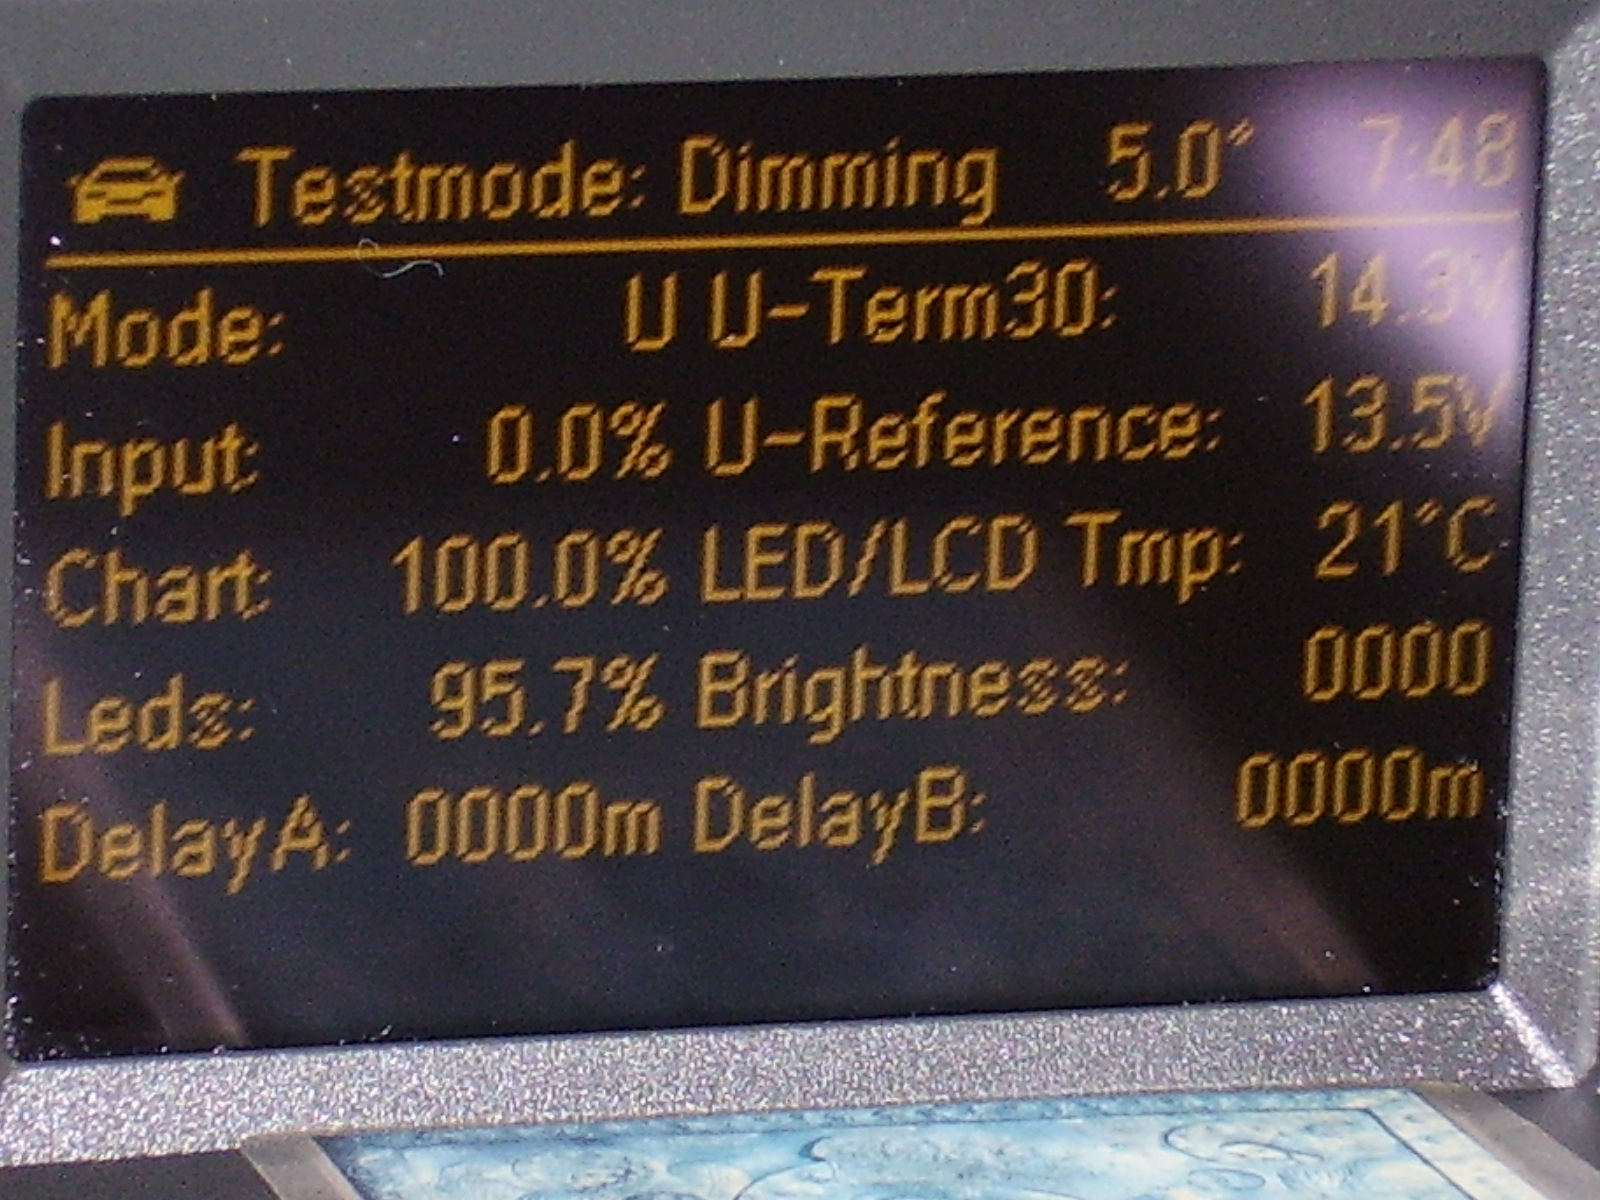 Testmode: Dimming 5.0° 7:48
Mode: U U-Term30: 14.3V
Input: 0.0% U-Reference: 13.5V
Chart: 100.0% LED/LCD Tmp: 21°C
Leds: 95.7% Brightness: 0000
DelayA: 0000m DelayB: 0000m